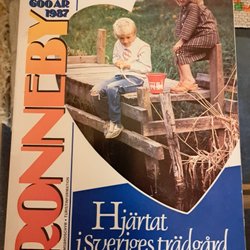 600 ÅR
1987
RONNEBY
Hjärtat
i Sveriges trädgård